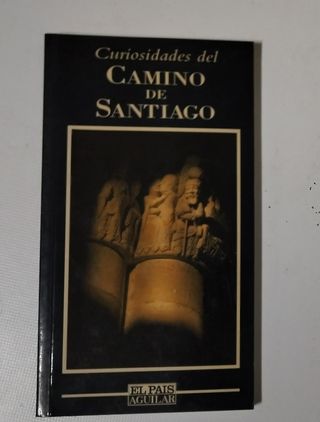 Curiosidades del
CAMINO
DE
SANTIAGO
EL PAIS
AGUILAR